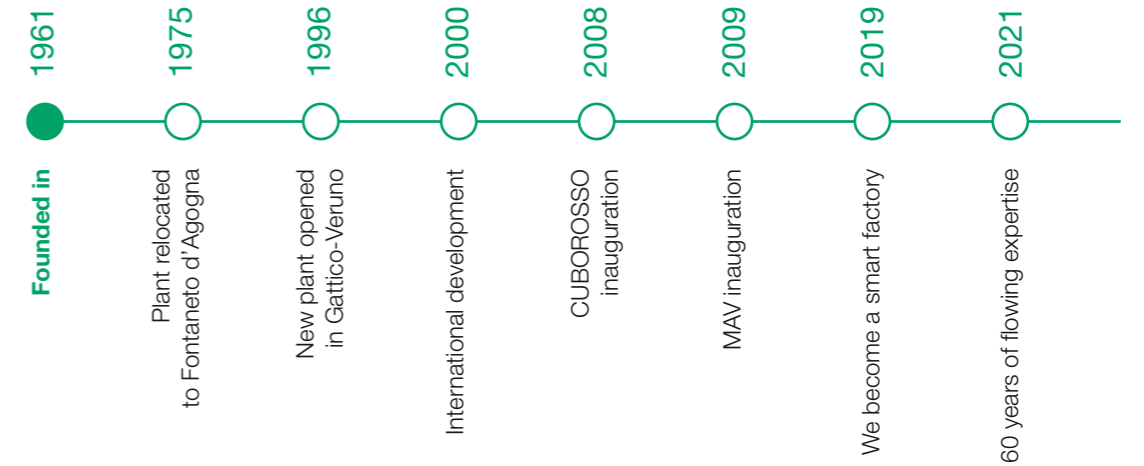 1961
Founded in
1975
Plant relocated
to Fontaneto d'Agogna
1996
New plant opened
in Gattico-Veruno
2000
International development
2008
CUBOROSSO
inauguration
2009
MAV inauguration
2019
We become a smart factory
2021
60 years of flowing expertise